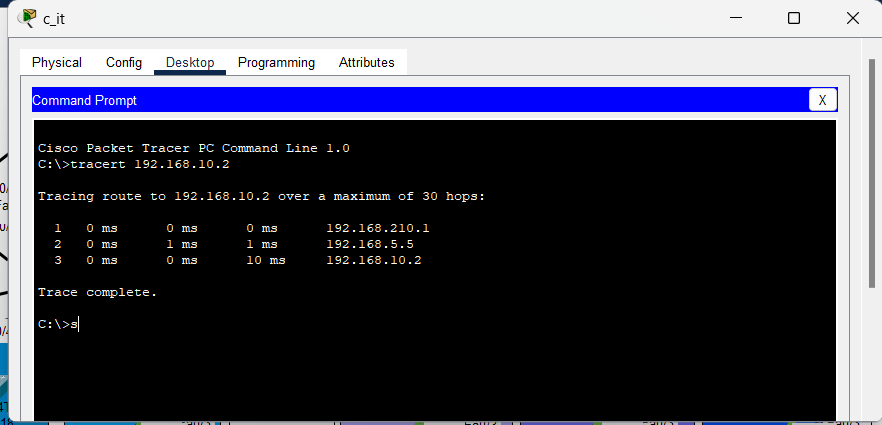 c_it
Physical Config Desktop Programming Attributes
Command Prompt X
Cisco Packet Tracer PC Command Line 1.0
C:\>tracert 192.168.10.2
Tracing route to 192.168.10.2 over a maximum of 30 hops:
1 0 ms 0 ms 0 ms 192.168.210.1
2 0 ms 1 ms 1 ms 192.168.5.5
3 0 ms 0 ms 10 ms 192.168.10.2
Trace complete.
C:\>s